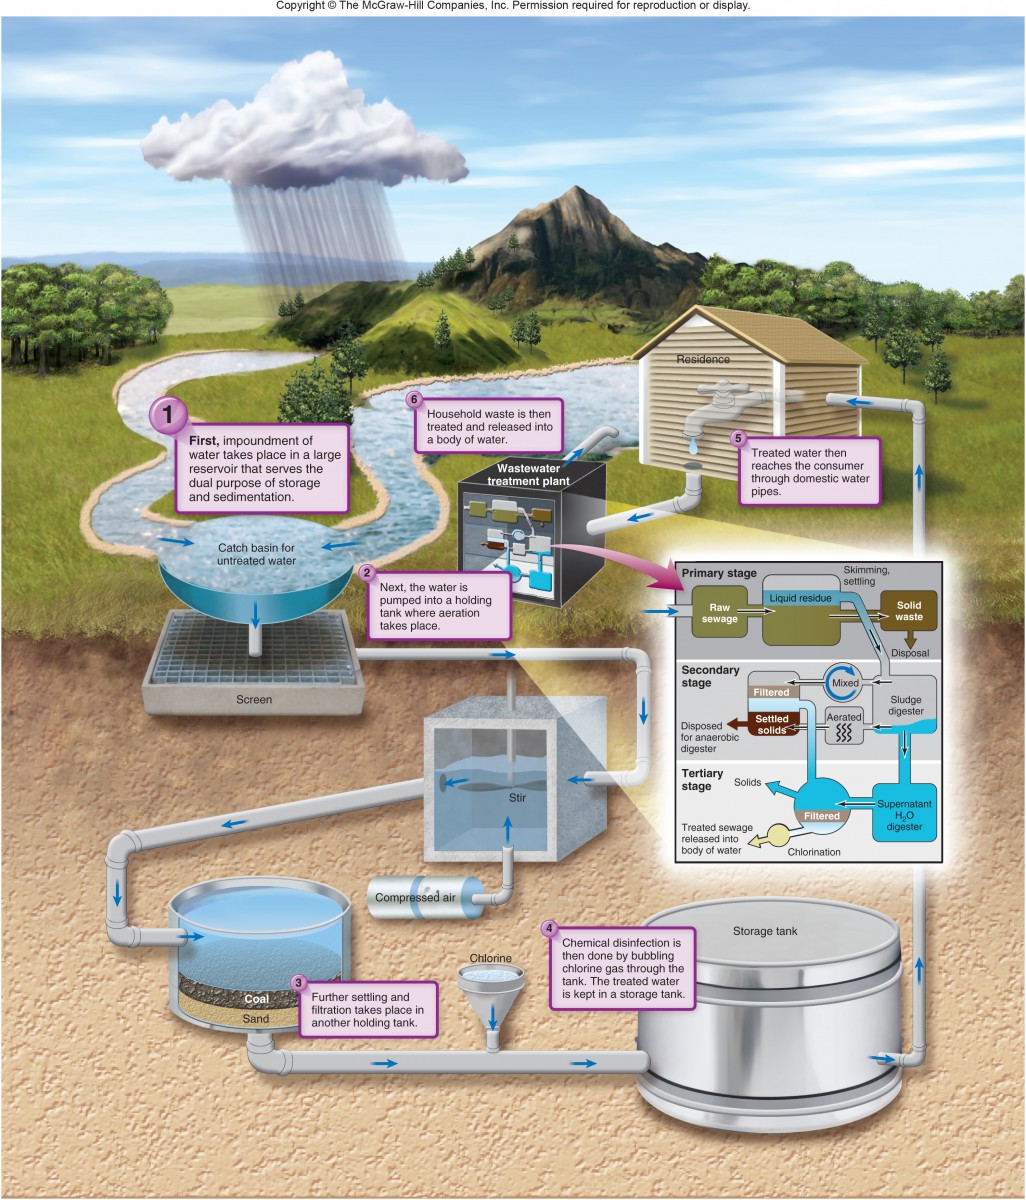 Copyright © The McGraw-Hill Companies, Inc. Permission required for reproduction or display.
Residence
1
First, impoundment of
water takes place in a large
reservoir that serves the
dual purpose of storage
and sedimentation.
6
Household waste is then
treated and released into
a body of water.
5
Treated water then
reaches the consumer
through domestic water
pipes.
Wastewater
treatment plant
Catch basin for
untreated water
2
Next, the water is
pumped into a holding
tank where aeration
takes place.
Screen
Primary stage
Skimming,
settling
Liquid residue
Raw
sewage
Solid
waste
Disposal
Secondary
stage
Mixed
Filtered
Sludge
digester
Settled
solids
Aerated
Disposed
for anaerobic
digester
Tertiary
stage
Solids
Supernatant
H2O
digester
Filtered
Treated sewage
released into
body of water
Chlorination
Stir
Compressed air
Coal
Sand
3
Further settling and
filtration takes place in
another holding tank.
Chlorine
4
Chemical disinfection is
then done by bubbling
chlorine gas through the
tank. The treated water
is kept in a storage tank.
Storage tank